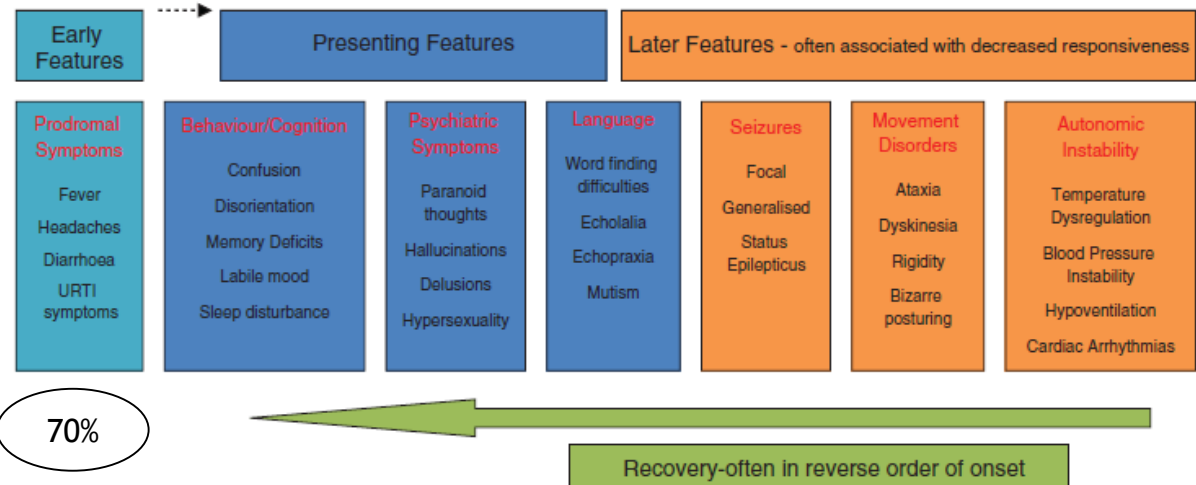 Early
Features
Presenting Features
Later Features - often associated with decreased responsiveness
Prodromal
Symptoms
Fever
Headaches
Diarrhoea
URTI
symptoms
Behaviour/Cognition
Confusion
Disorientation
Memory Deficits
Labile mood
Sleep disturbance
Psychiatric
Symptoms
Paranoid
thoughts
Hallucinations
Delusions
Hypersexuality
Language
Word finding
difficulties
Echolalia
Echopraxia
Mutism
Seizures
Focal
Generalised
Status
Epilepticus
Movement
Disorders
Ataxia
Dyskinesia
Rigidity
Bizarre
posturing
Autonomic
Instability
Temperature
Dysregulation
Blood Pressure
Instability
Hypoventilation
Cardiac Arrhythmias
70%
Recovery-often in reverse order of onset